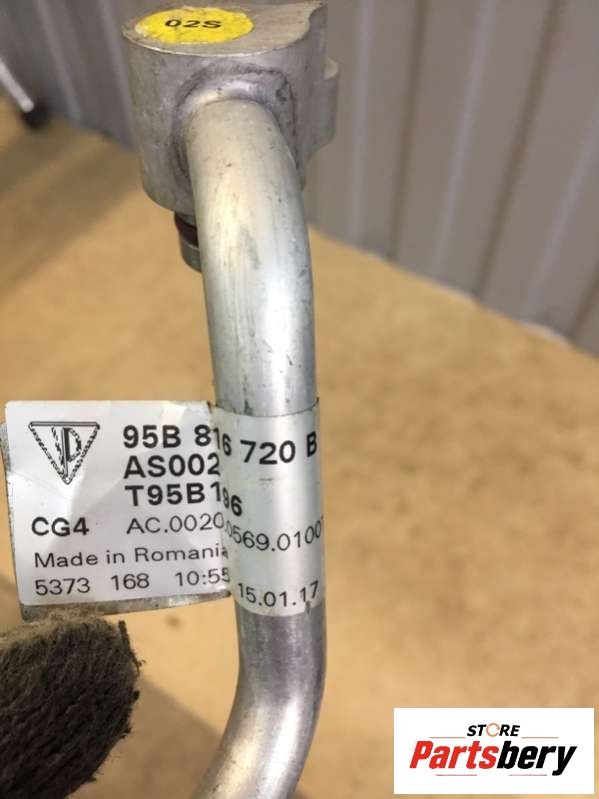 02S
95B 816 720 B
AS002
T95B196
CG4 AC.0020.0569.01001
Made in Romania
5373 168 10:55 15.01.17
STORE
Partsbery